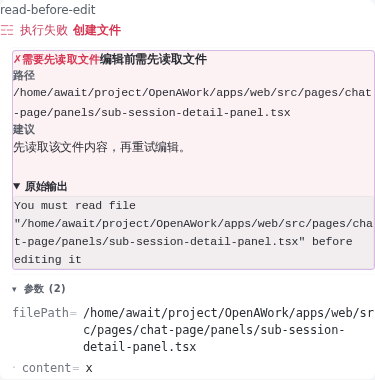 read-before-edit
执行失败 创建文件
✗需要先读取文件编辑前需先读取文件
路径
/home/await/project/OpenAWork/apps/web/src/pages/chat
-page/panels/sub-session-detail-panel.tsx
建议
先读取该文件内容，再重试编辑。
▼ 原始输出
You must read file
"/home/await/project/OpenAWork/apps/web/src/pages/cha
t-page/panels/sub-session-detail-panel.tsx" before
editing it
▾ 参数 (2)
filePath= /home/await/project/OpenAWork/apps/web/sr
c/pages/chat-page/panels/sub-session-
detail-panel.tsx
· content= x